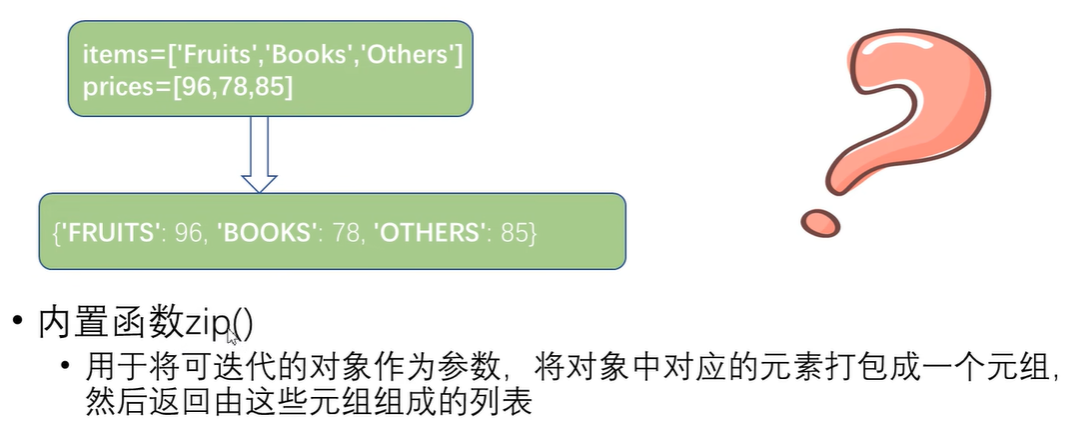 items=['Fruits','Books','Others']
prices=[96,78,85]
{'FRUITS': 96, 'BOOKS': 78, 'OTHERS': 85}
• 内置函数zip()
• 用于将可迭代的对象作为参数，将对象中对应的元素打包成一个元组，
然后返回由这些元组组成的列表